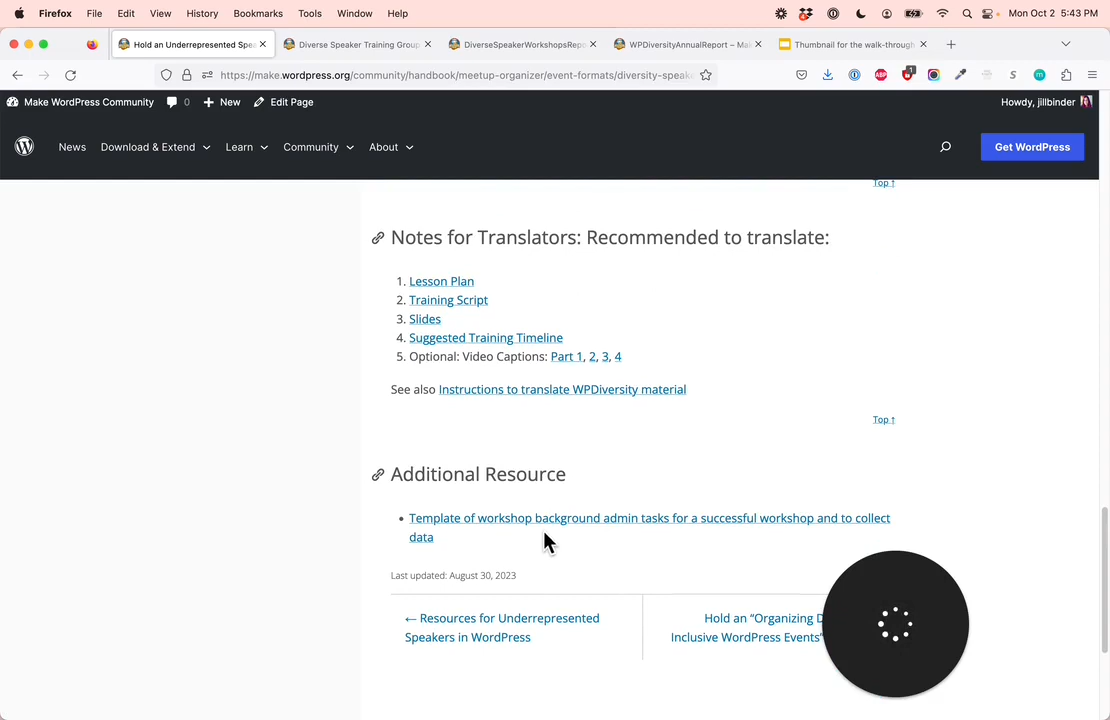 Firefox File Edit View History Bookmarks Tools Window Help Mon Oct 2 5:43 PM
Hold an Underrepresented Spea Diverse Speaker Training Group DiverseSpeakerWorkshopsRepo WPDiversityAnnualReport – Mak Thumbnail for the walk-through
https://make.wordpress.org/community/handbook/meetup-organizer/event-formats/diversity-speake
ABP 1 S m
Make WordPress Community 0 New Edit Page Howdy, jillbinder
News Download & Extend Learn Community About Get WordPress
Top ↑
Notes for Translators: Recommended to translate:
1. Lesson Plan
2. Training Script
3. Slides
4. Suggested Training Timeline
5. Optional: Video Captions: Part 1, 2, 3, 4
See also Instructions to translate WPDiversity material
Top ↑
Additional Resource
• Template of workshop background admin tasks for a successful workshop and to collect
data
Last updated: August 30, 2023
← Resources for Underrepresented
Speakers in WordPress
Hold an “Organizing D
Inclusive WordPress Events”